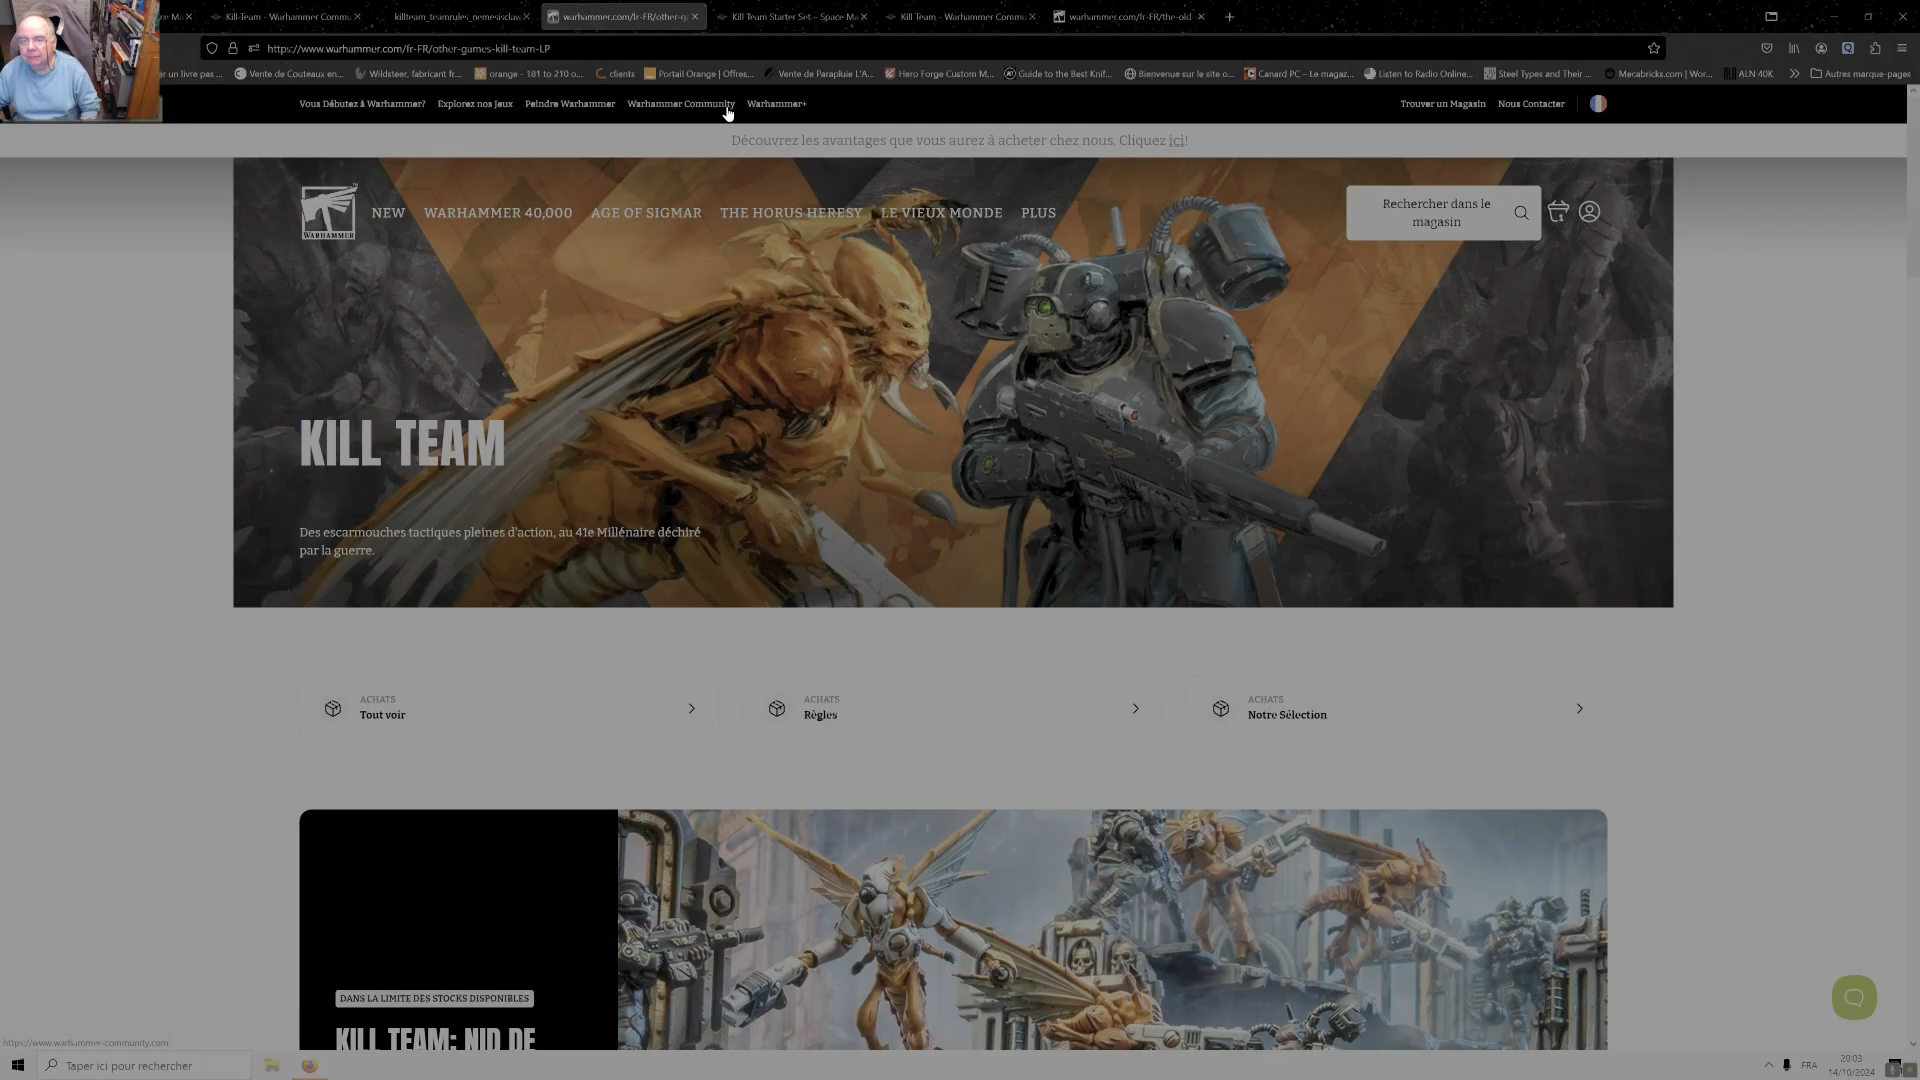 Kill Team - Warhammer Commu
killteam_teamrules_nemesisclaw
warhammer.com/fr-FR/other-g
Kill Team Starter Set – Space Ma
Kill Team - Warhammer Commu
warhammer.com/fr-FR/the-old
https://www.warhammer.com/fr-FR/other-games-kill-team-LP
er un livre pas ...
Vente de Couteaux en...
Wildsteer, fabricant fr...
orange - 181 to 210 o...
clients
Portail Orange | Offres...
Vente de Parapluie L'A...
Hero Forge Custom M...
Guide to the Best Knif...
Bienvenue sur le site o...
Canard PC – Le magaz...
Listen to Radio Online...
Steel Types and Their ...
Mecabricks.com | Wor...
ALN 40K
Autres marque-pages
Vous Débutez à Warhammer?
Explorez nos Jeux
Peindre Warhammer
Warhammer Community
Warhammer+
Trouver un Magasin
Nous Contacter
Découvrez les avantages que vous aurez à acheter chez nous. Cliquez ici!
WARHAMMER
NEW
WARHAMMER 40,000
AGE OF SIGMAR
THE HORUS HERESY
LE VIEUX MONDE
PLUS
Rechercher dans le
magasin
1
KILL TEAM
Des escarmouches tactiques pleines d'action, au 41e Millénaire déchiré
par la guerre.
ACHATS
Tout voir
ACHATS
Règles
ACHATS
Notre Sélection
DANS LA LIMITE DES STOCKS DISPONIBLES
KILL TEAM: NID DE
https://www.warhammer-community.com
Taper ici pour rechercher
FRA
20:03
14/10/2024